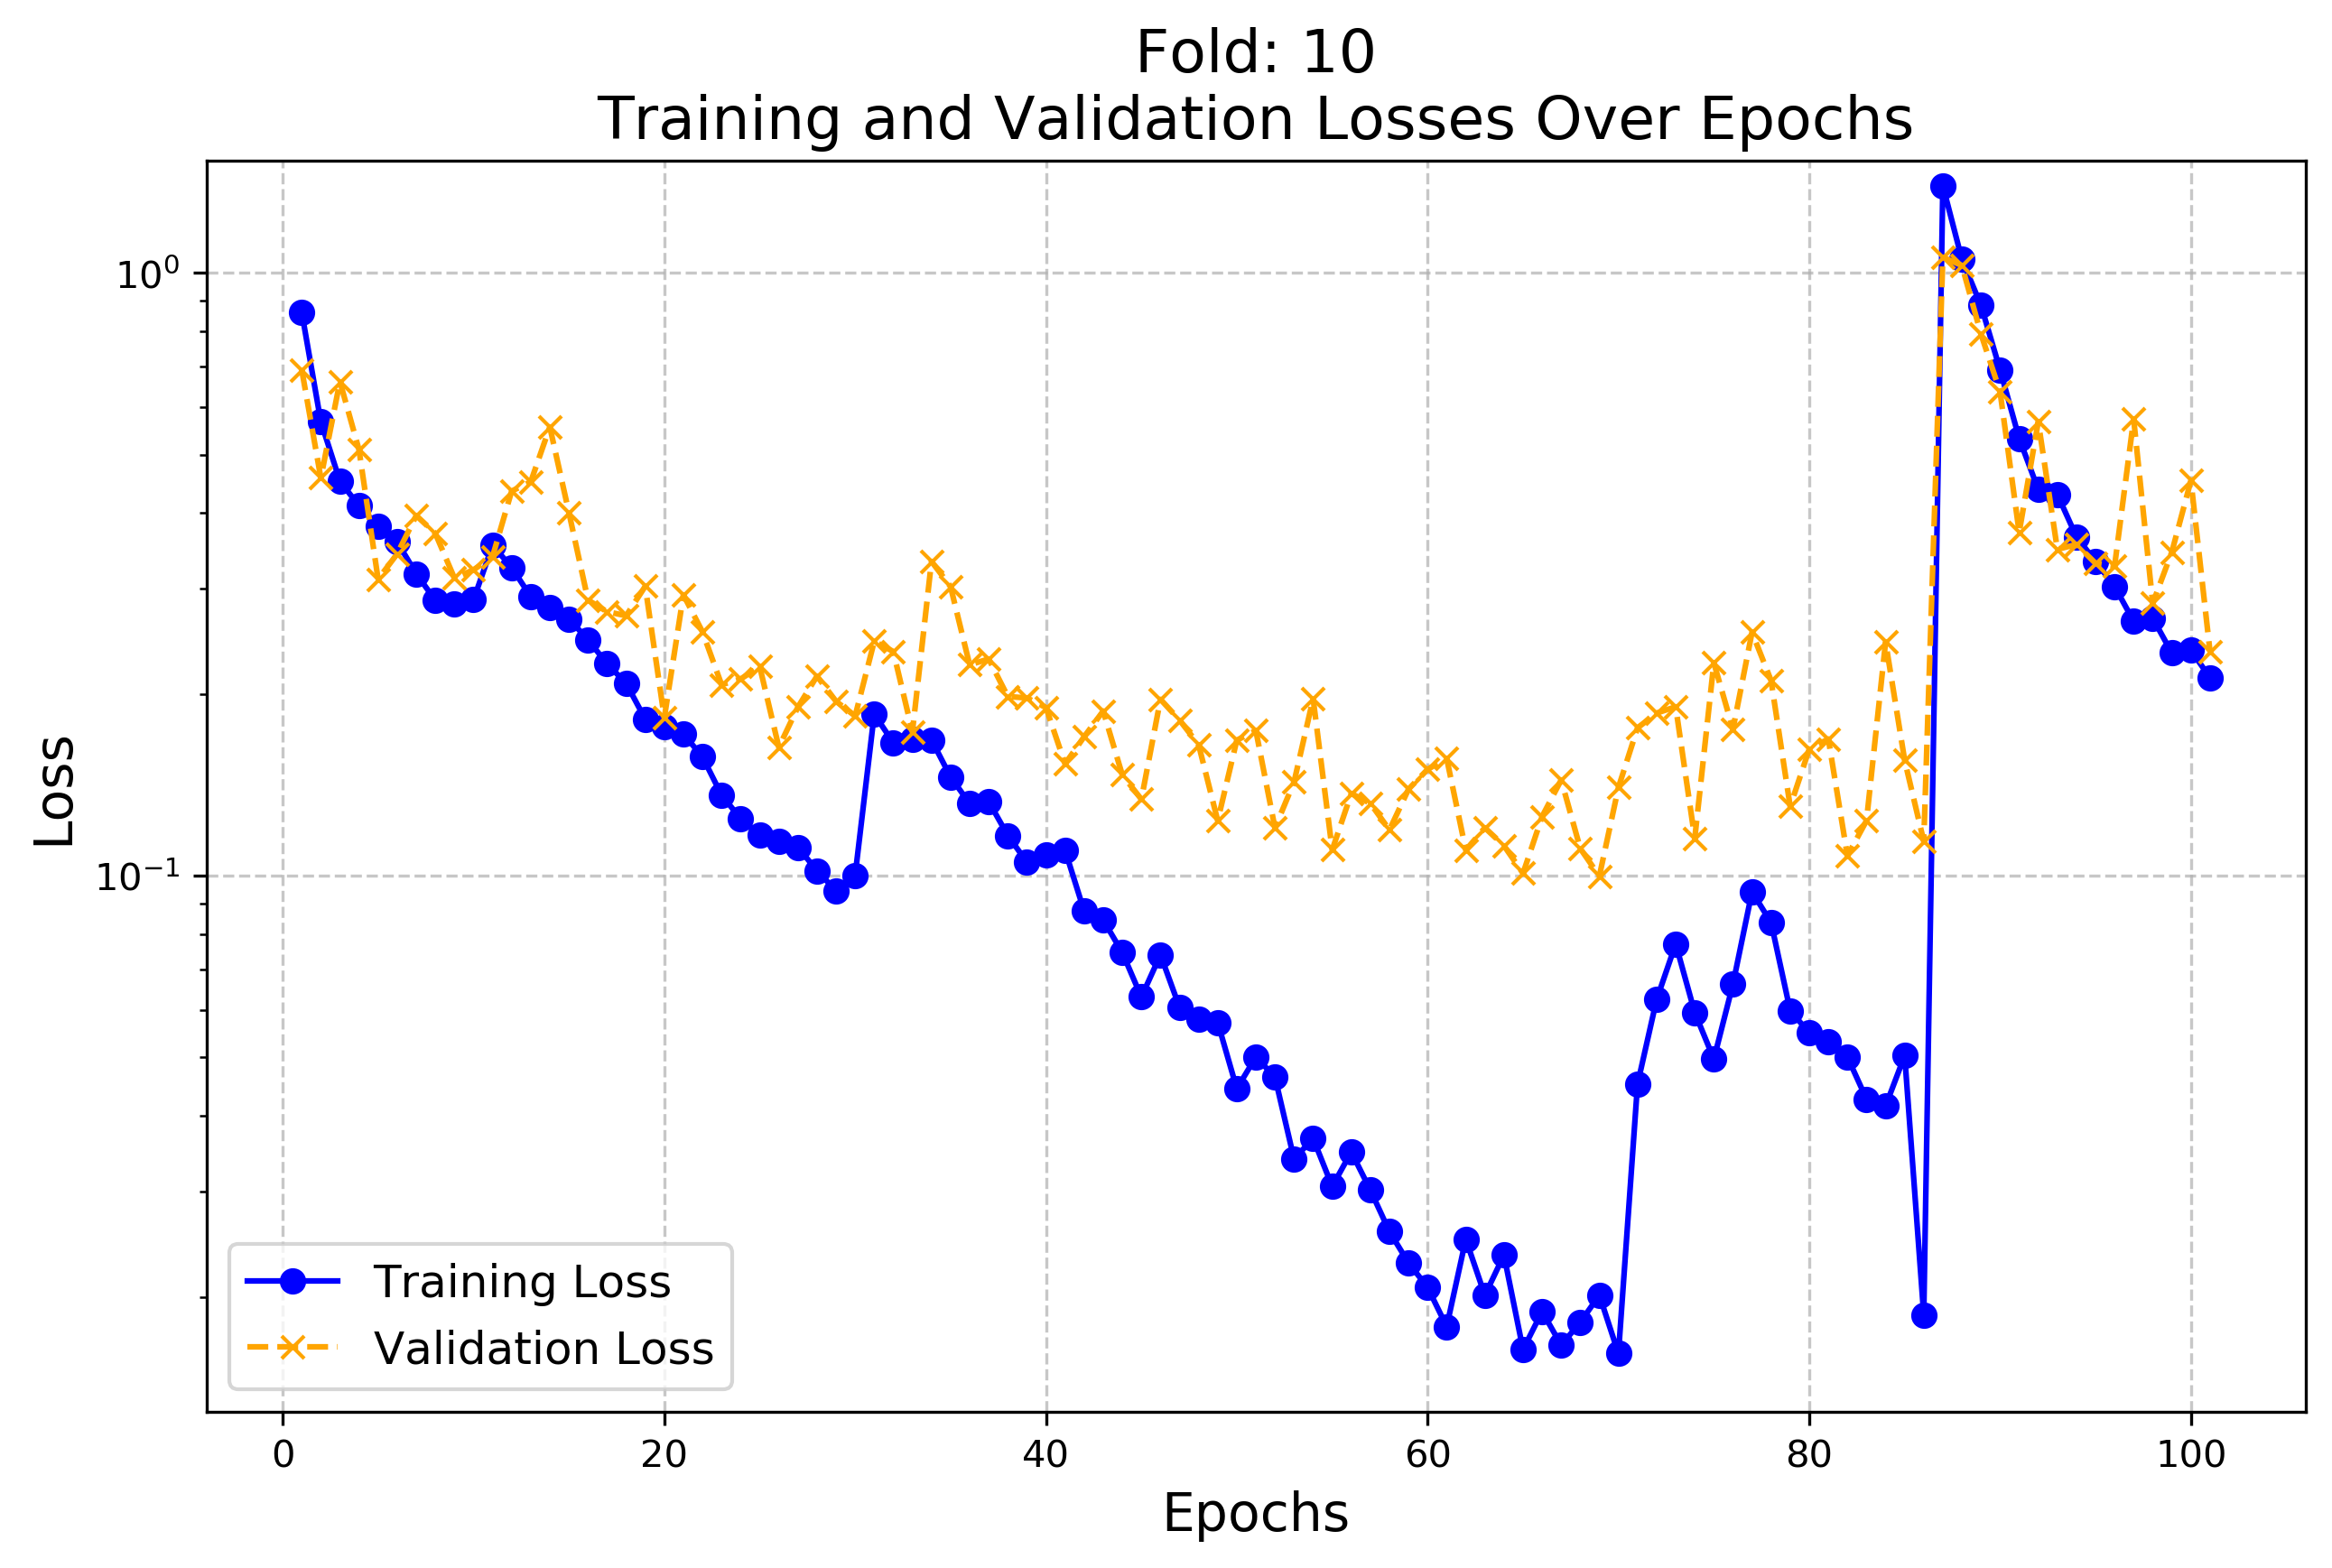 Fold: 10
Training and Validation Losses Over Epochs
Loss
10⁰
10⁻¹
Training Loss
Validation Loss
0 20 40 60 80 100
Epochs